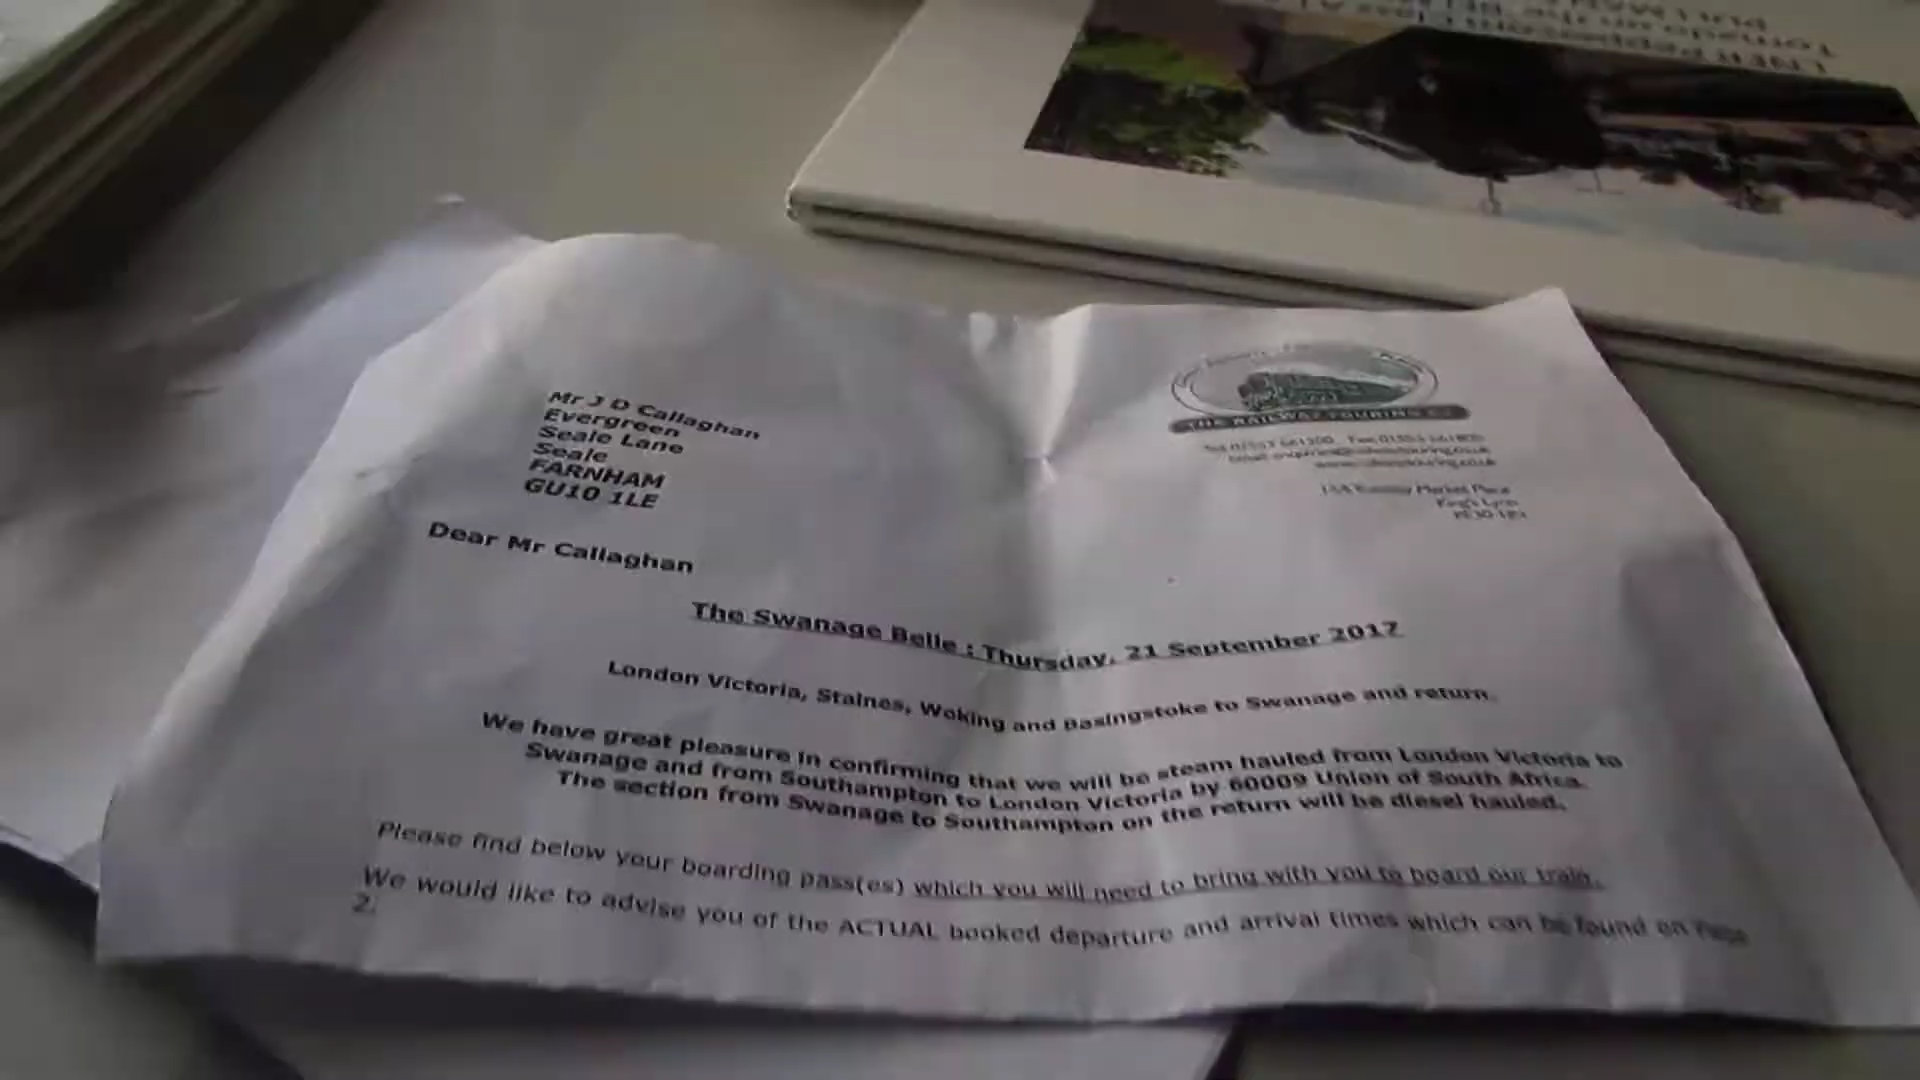 Mr J D Callaghan
Evergreen
Seale Lane
Seale
FARNHAM
GU10 1LE
THE RAILWAY TOURING
King's Lynn
Dear Mr Callaghan
The Swanage Belle : Thursday, 21 September 2017
London Victoria, Staines, Woking and Basingstoke to Swanage and return.
We have great pleasure in confirming that we will be steam hauled from London Victoria to
Swanage and from Southampton to London Victoria by 60009 Union of South Africa.
The section from Swanage to Southampton on the return will be diesel hauled.
Please find below your boarding pass(es) which you will need to bring with you to board our train.
We would like to advise you of the ACTUAL booked departure and arrival times which can be found on Page
2.